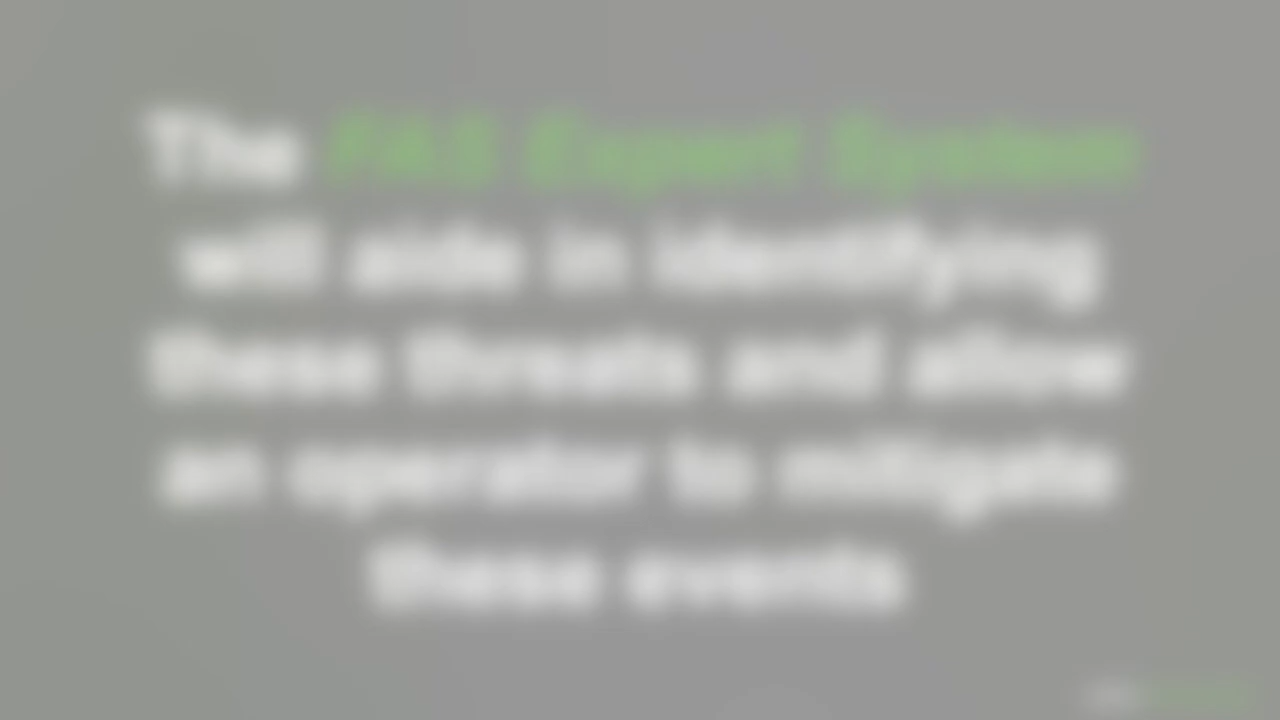 The Expert System
will aide in identifying
these threats and allow
an operator to mitigate
these events